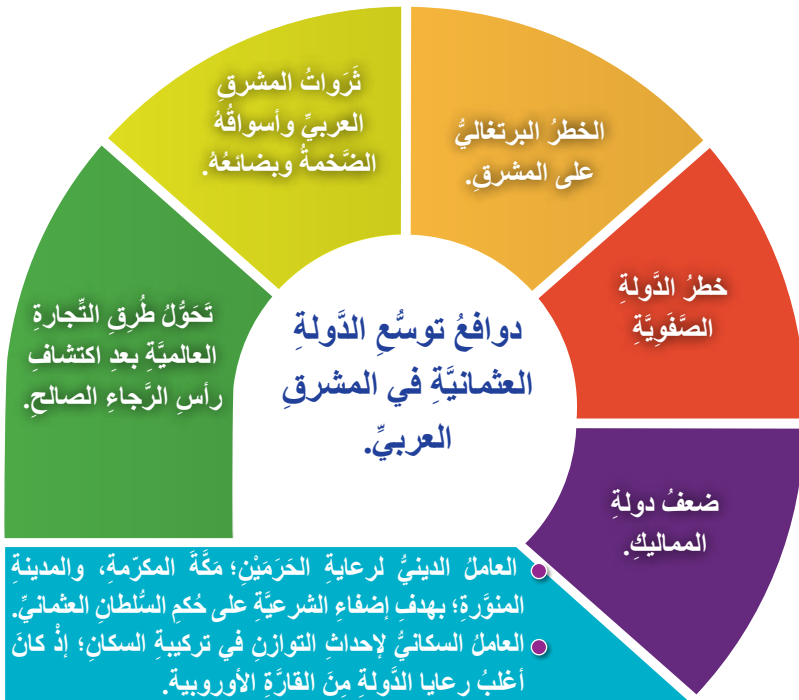 دوافعُ توسُّعِ الدَّولةِ
العثمانيَّةِ في المشرقِ
العربيِّ.
ضعفُ دولةِ
المماليكِ.
خطرُ الدَّولةِ
الصَّفَوِيَّةِ
الخطرُ البرتغاليُّ
على المشرقِ.
ثَرَواتُ المشرقِ
العربيِّ وأسواقُهُ
الضَّخمةُ وبضائعُهُ.
تَحَوُّلُ طُرقِ التِّجارةِ
العالميَّةِ بعدِ اكتشافِ
رأسِ الرَّجاءِ الصالحِ.
العاملُ الدينيُّ لرعايةِ الحَرَمَيْنِ؛ مَكَّةَ المكرّمةِ، والمدينةِ
المنوَّرةِ؛ بهدفِ إضفاءِ الشرعيَّةِ على حُكمِ السُّلطانِ العثمانيِّ.
العاملُ السكانيُّ لإحداثِ التوازنِ في تركيبةِ السكانِ؛ إذْ كانَ
أغلبُ رعايا الدَّولةِ مِنَ القارَّةِ الأوروبيةِ.